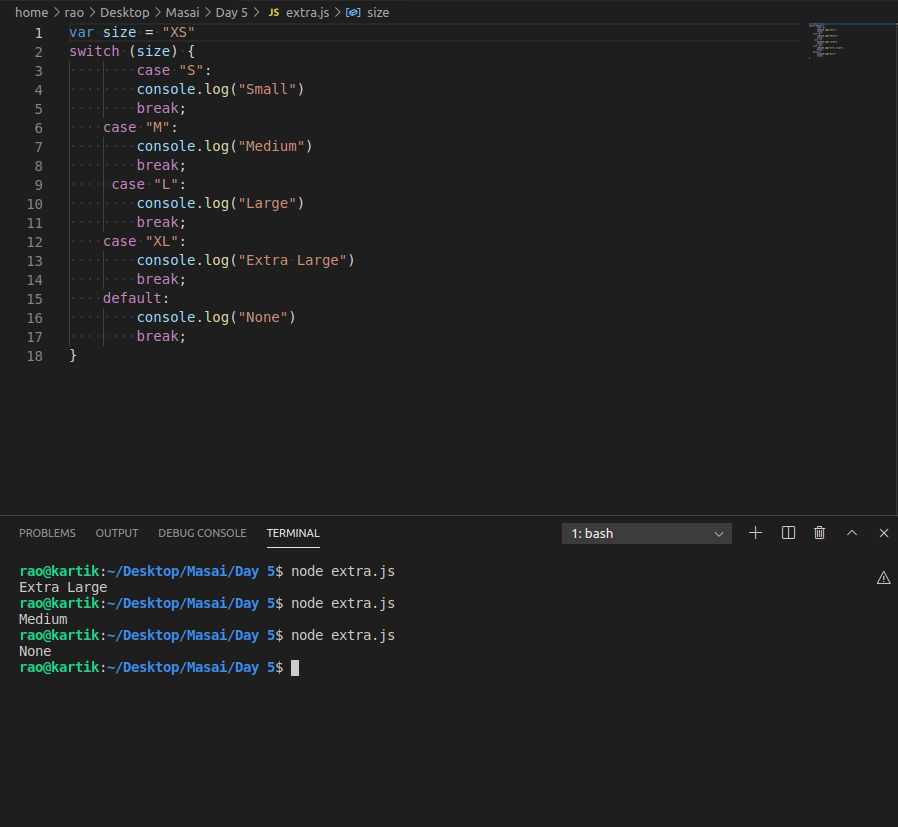 home > rao > Desktop > Masai > Day 5 > JS extra.js > size
1 var size = "XS"
2 switch (size) {
3 case "S":
4 console.log("Small")
5 break;
6 case "M":
7 console.log("Medium")
8 break;
9 case "L":
10 console.log("Large")
11 break;
12 case "XL":
13 console.log("Extra Large")
14 break;
15 default:
16 console.log("None")
17 break;
18 }
PROBLEMS OUTPUT DEBUG CONSOLE TERMINAL 1: bash
rao@kartik:~/Desktop/Masai/Day 5$ node extra.js
Extra Large
rao@kartik:~/Desktop/Masai/Day 5$ node extra.js
Medium
rao@kartik:~/Desktop/Masai/Day 5$ node extra.js
None
rao@kartik:~/Desktop/Masai/Day 5$